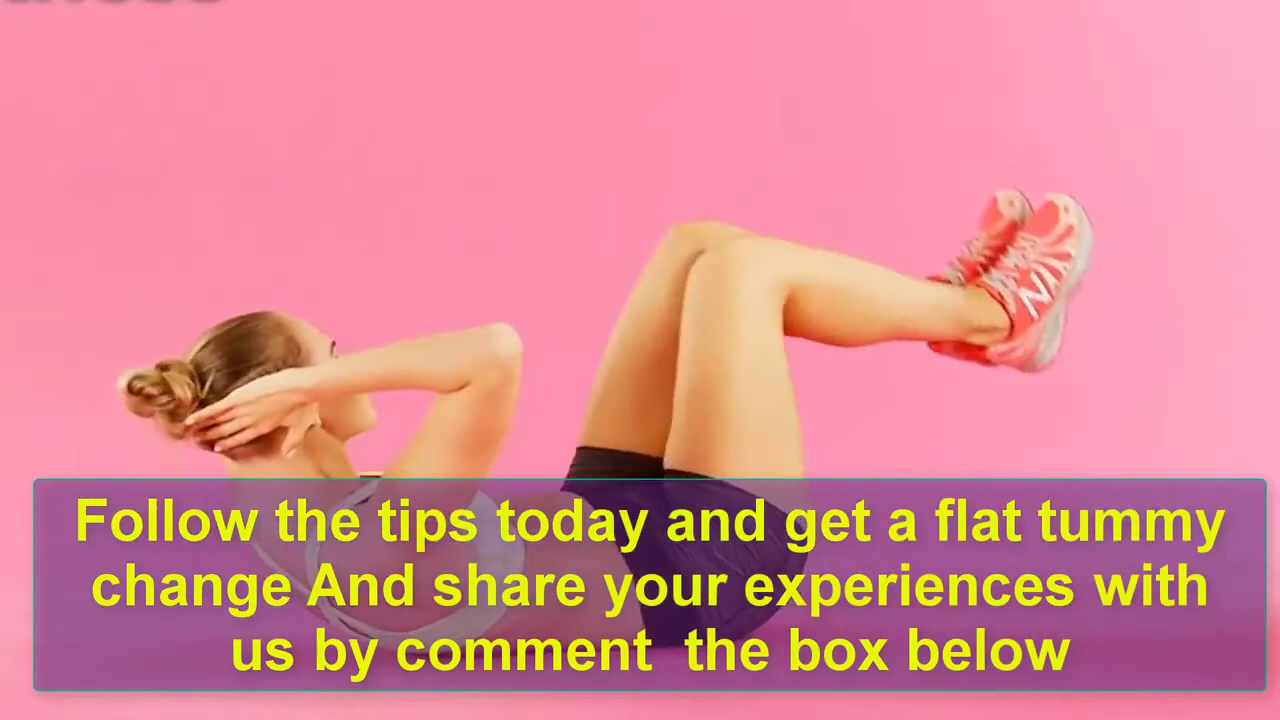 Follow the tips today and get a flat tummy
change And share your experiences with
us by comment  the box below